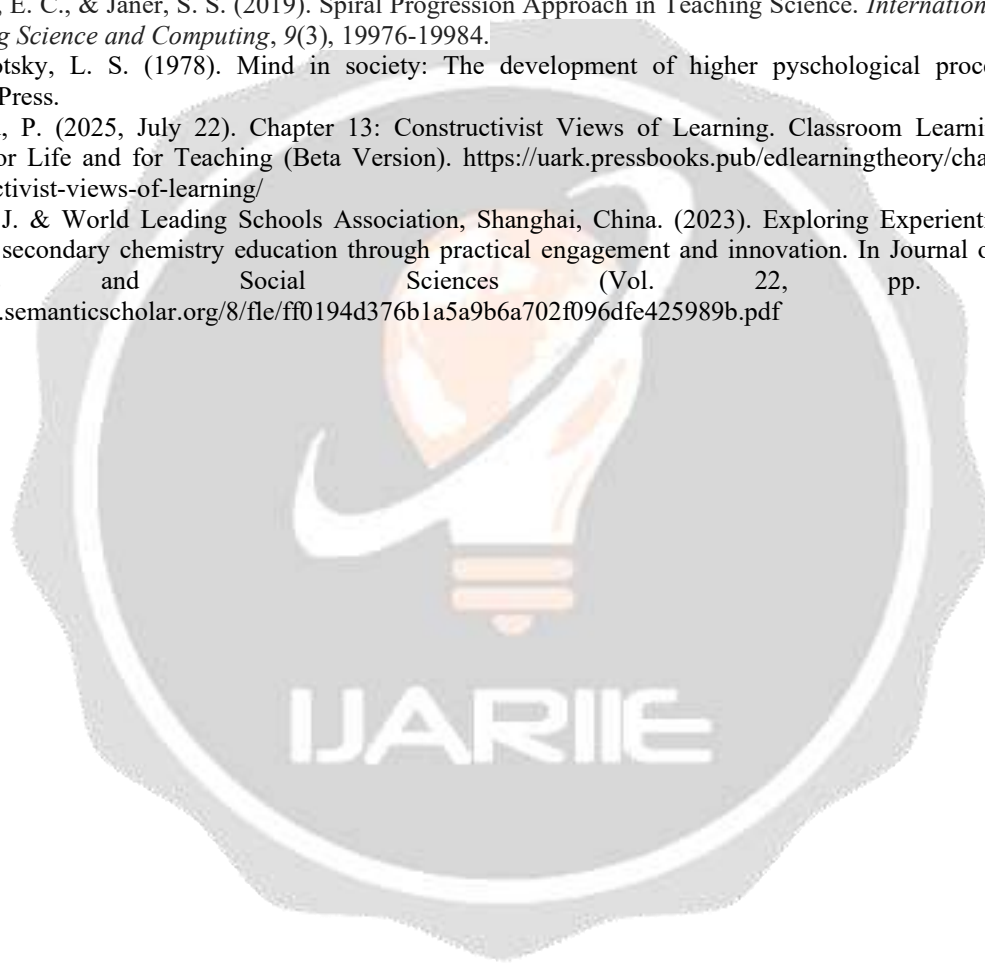 , E. C., & Janer, S. S. (2019). Spiral Progression Approach in Teaching Science. Internation
g Science and Computing, 9(3), 19976-19984.
otsky, L. S. (1978). Mind in society: The development of higher pyschological proc
Press.
, P. (2025, July 22). Chapter 13: Constructivist Views of Learning. Classroom Learni
or Life and for Teaching (Beta Version). https://uark.pressbooks.pub/edlearningtheory/cha
ctivist-views-of-learning/
J. & World Leading Schools Association, Shanghai, China. (2023). Exploring Experient
secondary chemistry education through practical engagement and innovation. In Journal o
and Social Sciences (Vol. 22, pp.
.semanticscholar.org/8/fle/ff0194d376b1a5a9b6a702f096dfe425989b.pdf
IJARIIE